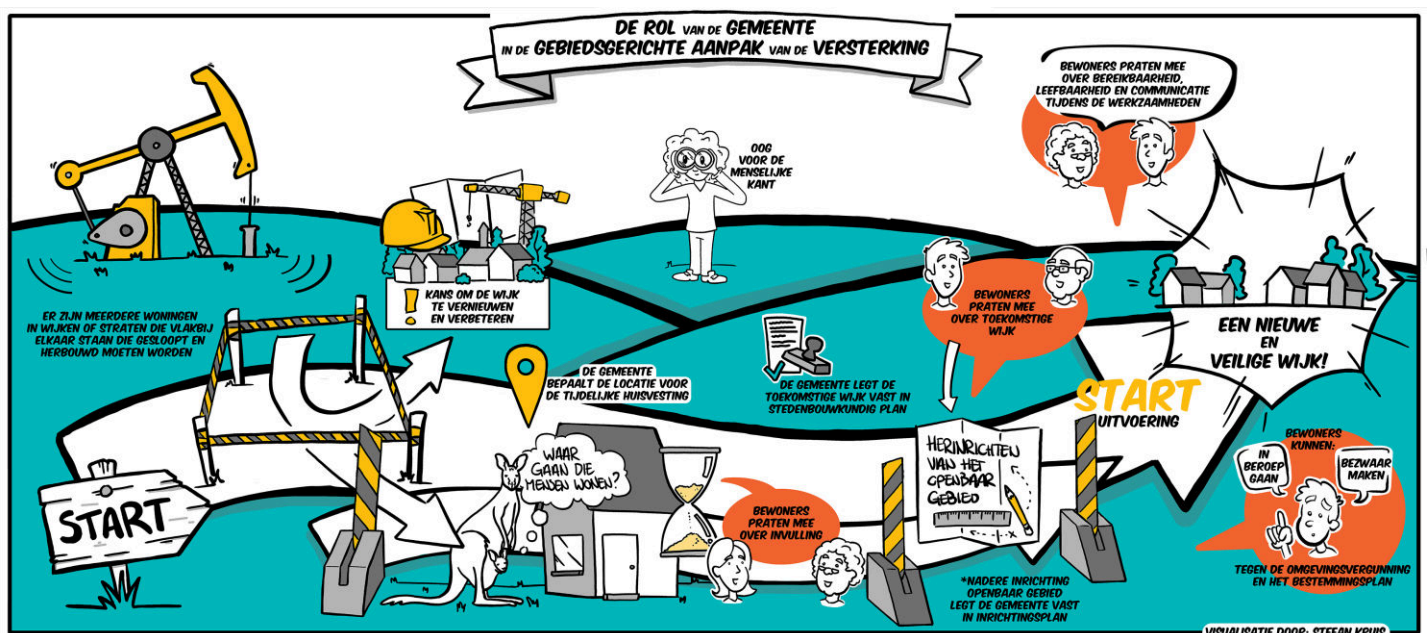 DE ROL VAN DE GEMEENTE
IN DE GEBIEDSGERICHTE AANPAK VAN DE VERSTERKING
BEWONERS PRATEN MEE
OVER BEREIKBAARHEID,
LEEFBAARHEID EN COMMUNICATIE
TIJDENS DE WERKZAAMHEDEN
OOG
VOOR DE
MENSELIJKE
KANT
ER ZIJN MEERDERE WONINGEN
IN WIJKEN OF STRATEN DIE VLAKBIJ
ELKAAR STAAN DIE GESLOOPT EN
HERBOUWD MOETEN WORDEN
! KANS OM DE WIJK
TE VERNIEUWEN
EN VERBETEREN
BEWONERS
PRATEN MEE
OVER TOEKOMSTIGE
WIJK
EEN NIEUWE
EN
VEILIGE WIJK!
DE GEMEENTE
BEPAALT DE LOCATIE VOOR
DE TIJDELIJKE HUISVESTING
DE GEMEENTE LEGT DE
TOEKOMSTIGE WIJK VAST IN
STEDENBOUWKUNDIG PLAN
START
UITVOERING
START
WAAR
GAAN DIE
MENSEN WONEN?
BEWONERS
PRATEN MEE
OVER INVULLING
HERINRICHTEN
VAN HET
OPENBAAR
GEBIED
*NADERE INRICHTING
OPENBAAR GEBIED
LEGT DE GEMEENTE VAST
IN INRICHTINGSPLAN
BEWONERS
KUNNEN:
IN
BEROEP
GAAN
BEZWAAR
MAKEN
TEGEN DE OMGEVINGSVERGUNNING
EN HET BESTEMMINGSPLAN
VISUALISATIE DOOR: STEFAN KRUIS